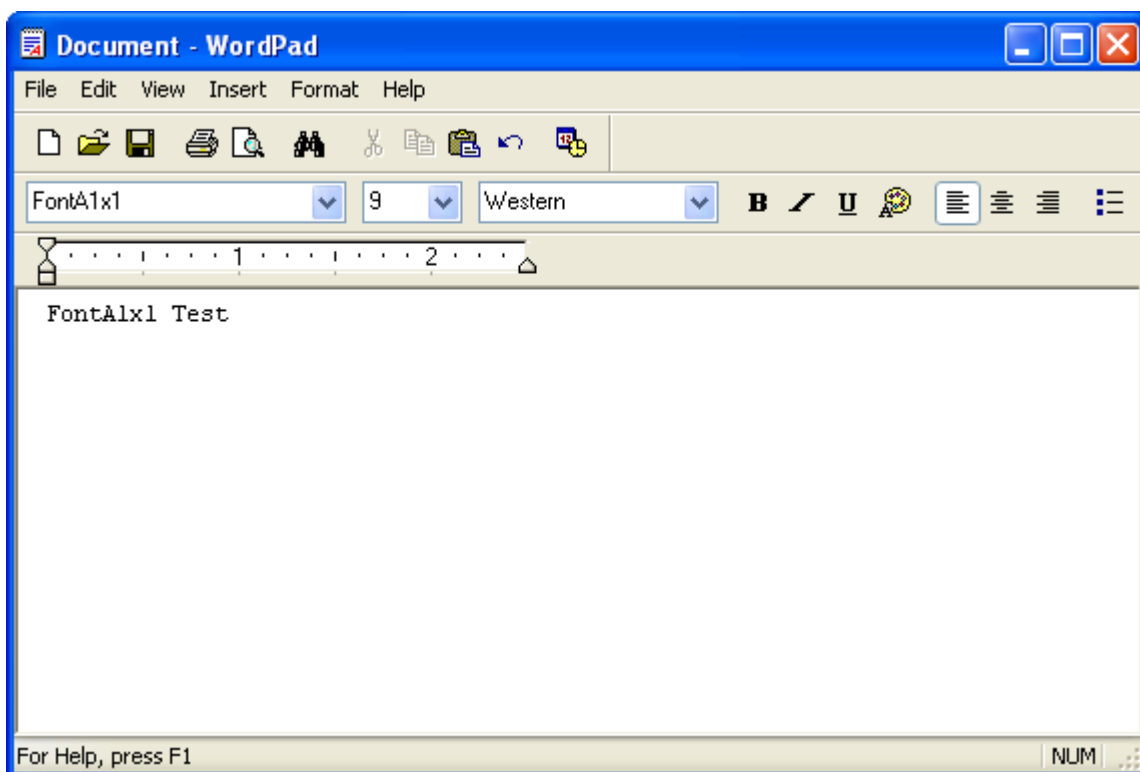 Document - WordPad
File Edit View Insert Format Help
FontA1x1 9 Western B I U
1 2
FontA1x1 Test
For Help, press F1 NUM